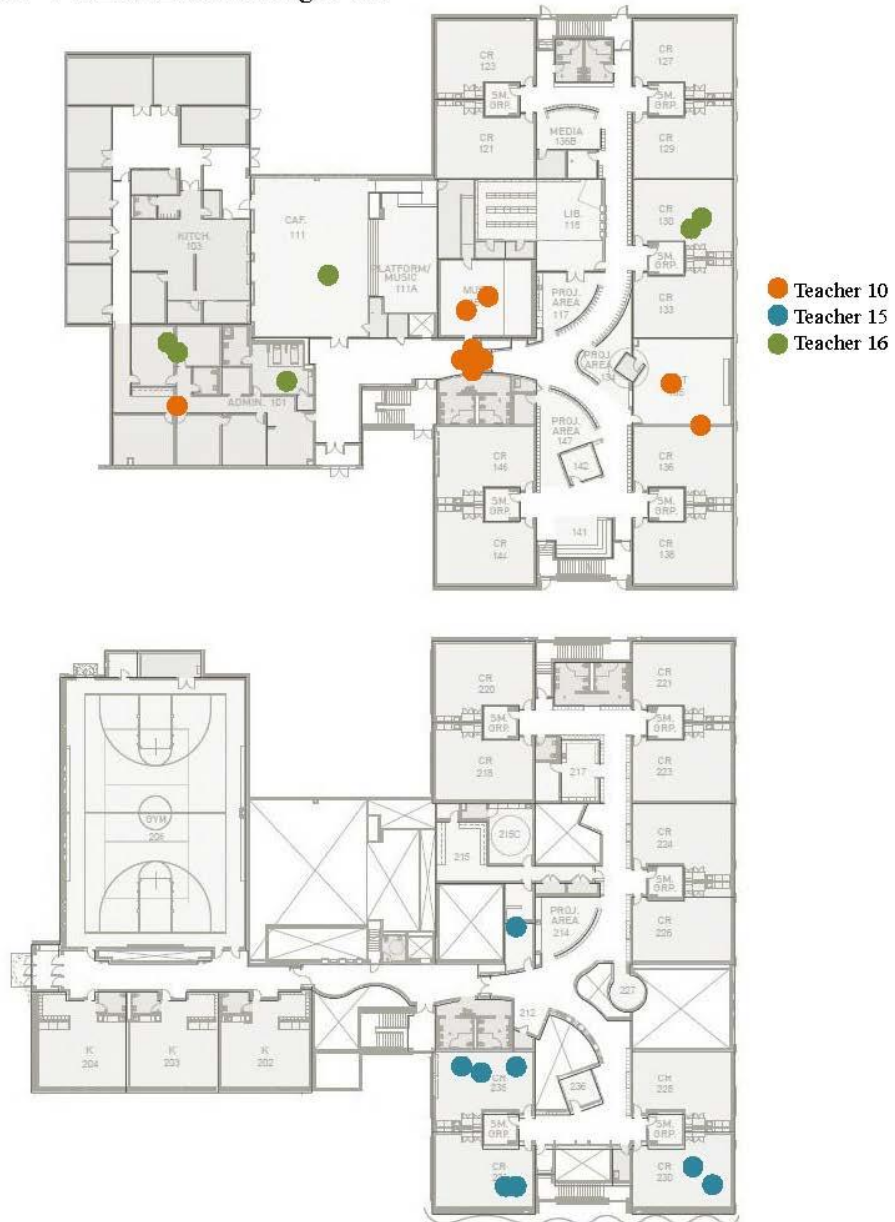 CR
123
CR
127
SM.
GRP.
SM.
GRP.
CR
121
MEDIA
136B
CR
129
KITCH.
103
CAF.
111
PLATFORM/
MUSIC
111A
LIB.
116
CR
130
SM.
GRP.
PROJ.
AREA
117
CR
133
Teacher 10
Teacher 15
Teacher 16
PROJ.
AREA
ADMIN. 101
PROJ.
AREA
147
CR
146
142
CR
136
SM.
GRP.
SM.
GRP.
CR
144
141
CR
138
CR
220
CR
221
SM.
GRP.
SM.
GRP.
CR
218
217
CR
223
GYM
206
215
215C
CR
224
SM.
GRP.
PROJ.
AREA
214
CR
226
227
212
K
204
K
203
K
202
CR
235
236
CR
228
SM.
GRP.
SM.
GRP.
CR
CR
230